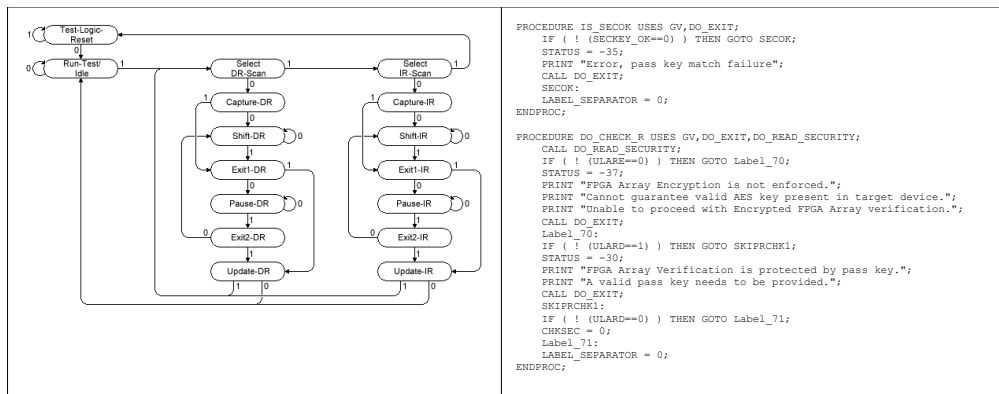 Test-Logic-
Reset
1
0
Run-Test/
Idle
0
1
Select
DR-Scan
1
0
Capture-DR
1
0
Shift-DR
0
1
Exit1-DR
1
0
Pause-DR
0
1
Exit2-DR
0
1
Update-DR
1
0
Select
IR-Scan
1
0
Capture-IR
1
0
Shift-IR
0
1
Exit1-IR
1
0
Pause-IR
0
1
Exit2-IR
0
1
Update-IR
1
0
PROCEDURE IS_SECOK USES GV,DO_EXIT;
IF ( ! (SECKEY_OK==0) ) THEN GOTO SECOK;
STATUS = -35;
PRINT "Error, pass key match failure";
CALL DO_EXIT;
SECOK:
LABEL_SEPARATOR = 0;
ENDPROC;
PROCEDURE DO_CHECK_R USES GV,DO_EXIT,DO_READ_SECURITY;
CALL DO_READ_SECURITY;
IF ( ! (ULARE==0) ) THEN GOTO Label_70;
STATUS = -37;
PRINT "FPGA Array Encryption is not enforced.";
PRINT "Cannot guarantee valid AES key present in target device.";
PRINT "Unable to proceed with Encrypted FPGA Array verification.";
CALL DO_EXIT;
Label_70:
IF ( ! (ULARD==1) ) THEN GOTO SKIPRCHK1;
STATUS = -30;
PRINT "FPGA Array Verification is protected by pass key.";
PRINT "A valid pass key needs to be provided.";
CALL DO_EXIT;
SKIPRCHK1:
IF ( ! (ULARD==0) ) THEN GOTO Label_71;
CHKSEC = 0;
Label_71:
LABEL_SEPARATOR = 0;
ENDPROC;